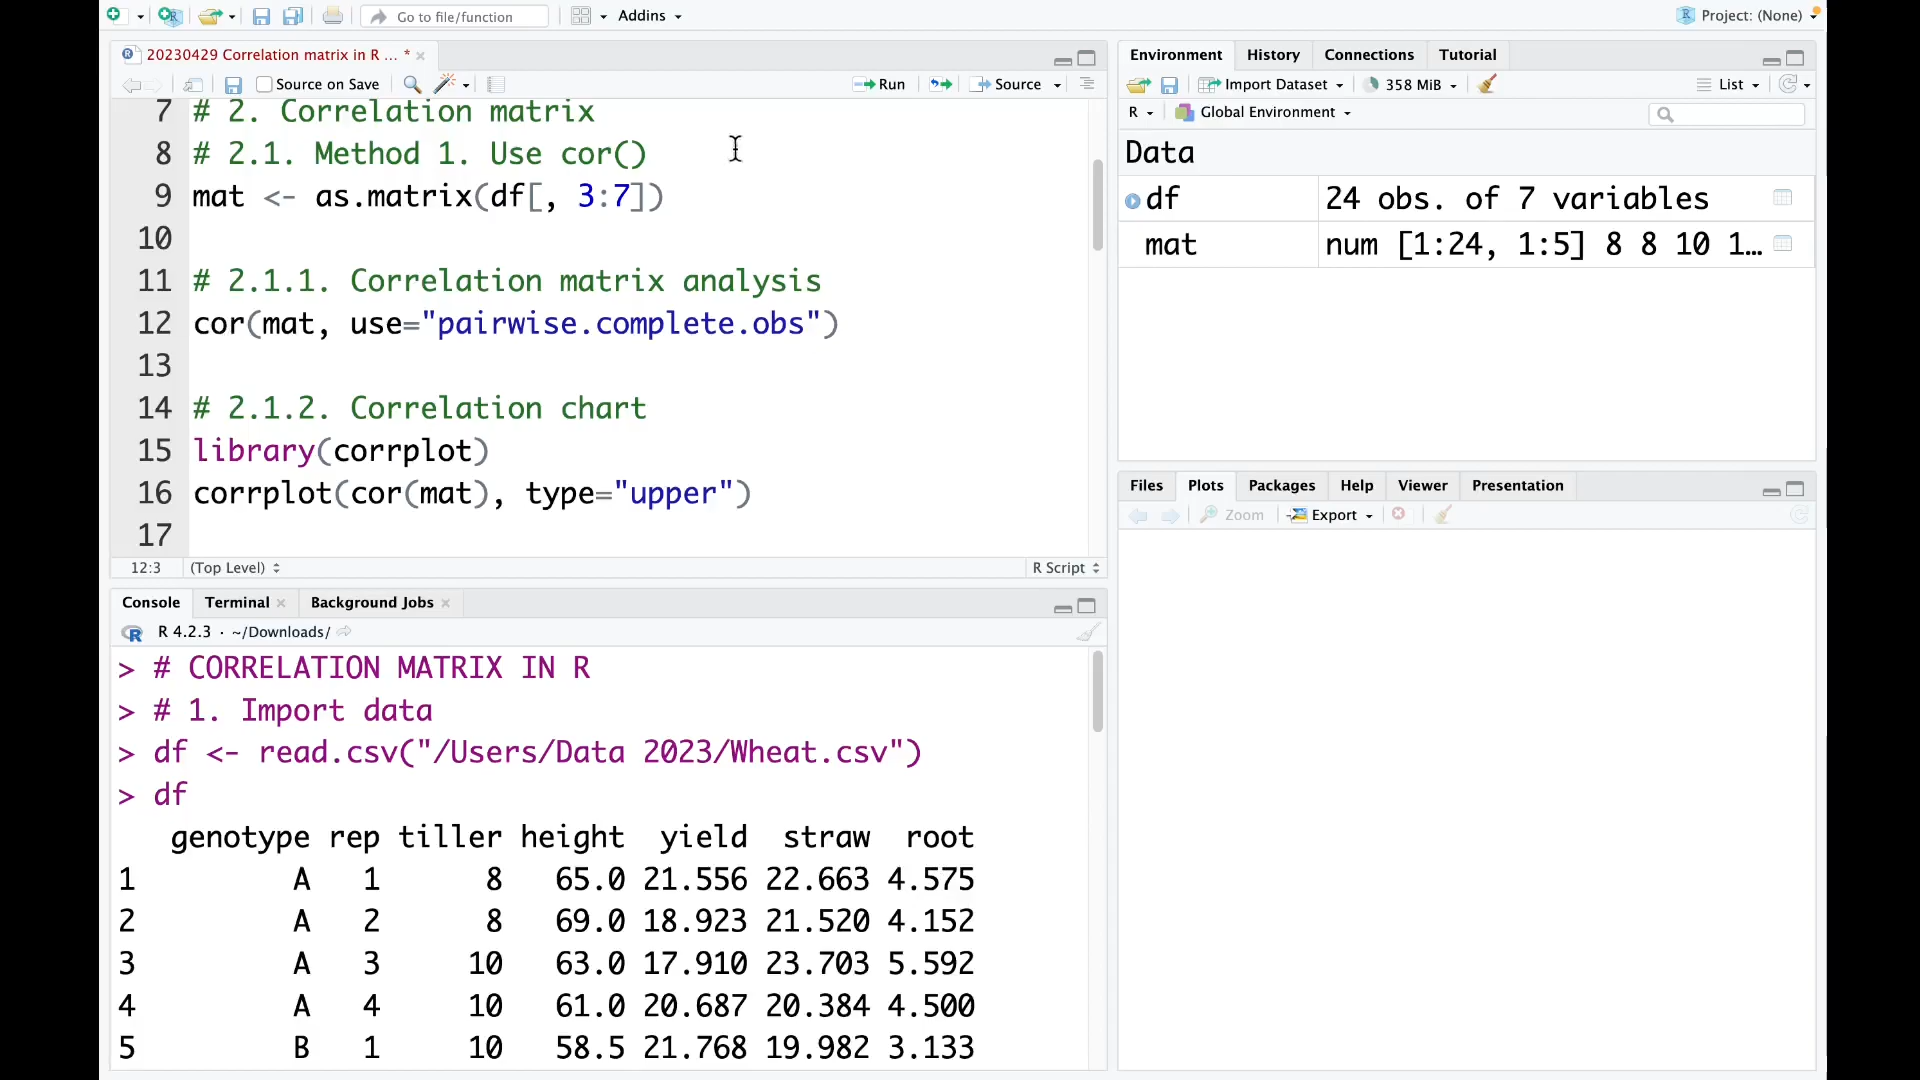 Go to file/function
Addins
Project: (None)
20230429 Correlation matrix in R ... *
Source on Save
Run
Source
7 # 2. Correlation matrix
8 # 2.1. Method 1. Use cor()
9 mat <- as.matrix(df[, 3:7])
10
11 # 2.1.1. Correlation matrix analysis
12 cor(mat, use="pairwise.complete.obs")
13
14 # 2.1.2. Correlation chart
15 library(corrplot)
16 corrplot(cor(mat), type="upper")
17
12:3 (Top Level) R Script
Console Terminal Background Jobs
R 4.2.3 · ~/Downloads/
> # CORRELATION MATRIX IN R
> # 1. Import data
> df <- read.csv("/Users/Data 2023/Wheat.csv")
> df
genotype rep tiller height yield straw root
1 A 1 8 65.0 21.556 22.663 4.575
2 A 2 8 69.0 18.923 21.520 4.152
3 A 3 10 63.0 17.910 23.703 5.592
4 A 4 10 61.0 20.687 20.384 4.500
5 B 1 10 58.5 21.768 19.982 3.133
Environment History Connections Tutorial
Import Dataset 358 MiB List
R Global Environment
Data
df 24 obs. of 7 variables
mat num [1:24, 1:5] 8 8 10 1…
Files Plots Packages Help Viewer Presentation
Zoom Export